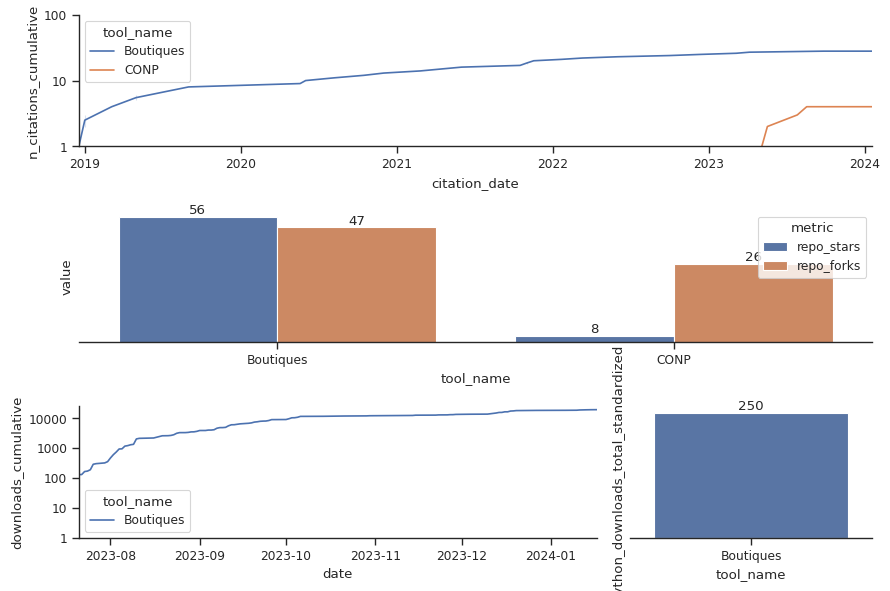 n_citations_cumulative
100
10
1
tool_name
Boutiques
CONP
2019 2020 2021 2022 2023 2024
citation_date
value
56
47
8
26
metric
repo_stars
repo_forks
Boutiques CONP
tool_name
downloads_cumulative
10000
1000
100
10
1
tool_name
Boutiques
2023-08 2023-09 2023-10 2023-11 2023-12 2024-01
date
ython_downloads_total_standardized
250
Boutiques
tool_name